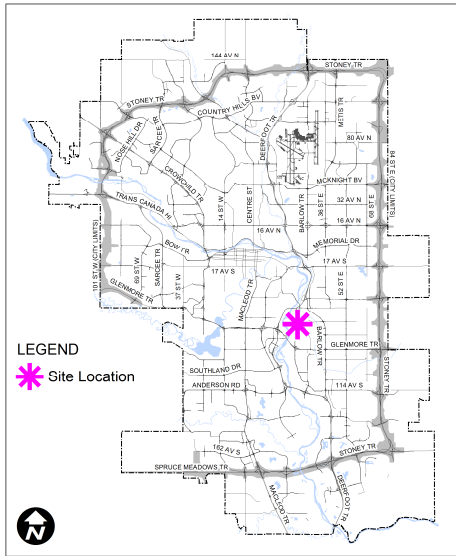 144 AV N
STONEY TR
STONEY TR
COUNTRY HILLS BV
METIS TR
NOSE HILL DR
SARCEE TR
DEERFOOT TR
80 AV N
84 ST E (CITY LIMITS)
CROWCHILD TR
MCKNIGHT BV
TRANS CANADA HI
14 ST W
CENTRE ST
BARLOW TR
36 ST E
32 AV N
68 ST E
16 AV N
16 AV N
MEMORIAL DR
101 ST W (CITY LIMITS)
BOW TR
69 ST W
SARCEE TR
37 ST W
17 AV S
17 AV S
52 ST E
GLENMORE TR
MACLEOD TR
BARLOW TR
GLENMORE TR
STONEY TR
LEGEND
Site Location
SOUTHLAND DR
ANDERSON RD
114 AV S
162 AV S
STONEY TR
SPRUCE MEADOWS TR
MACLEOD TR
DEERFOOT TR
N